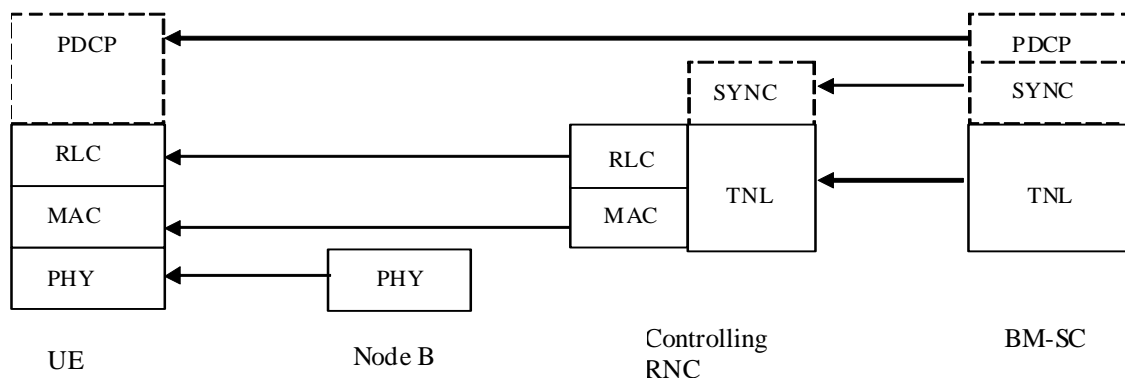 PDCP
PDCP
SYNC
SYNC
RLC
RLC
TNL
TNL
MAC
MAC
PHY
PHY
UE
Node B
Controlling
RNC
BM-SC